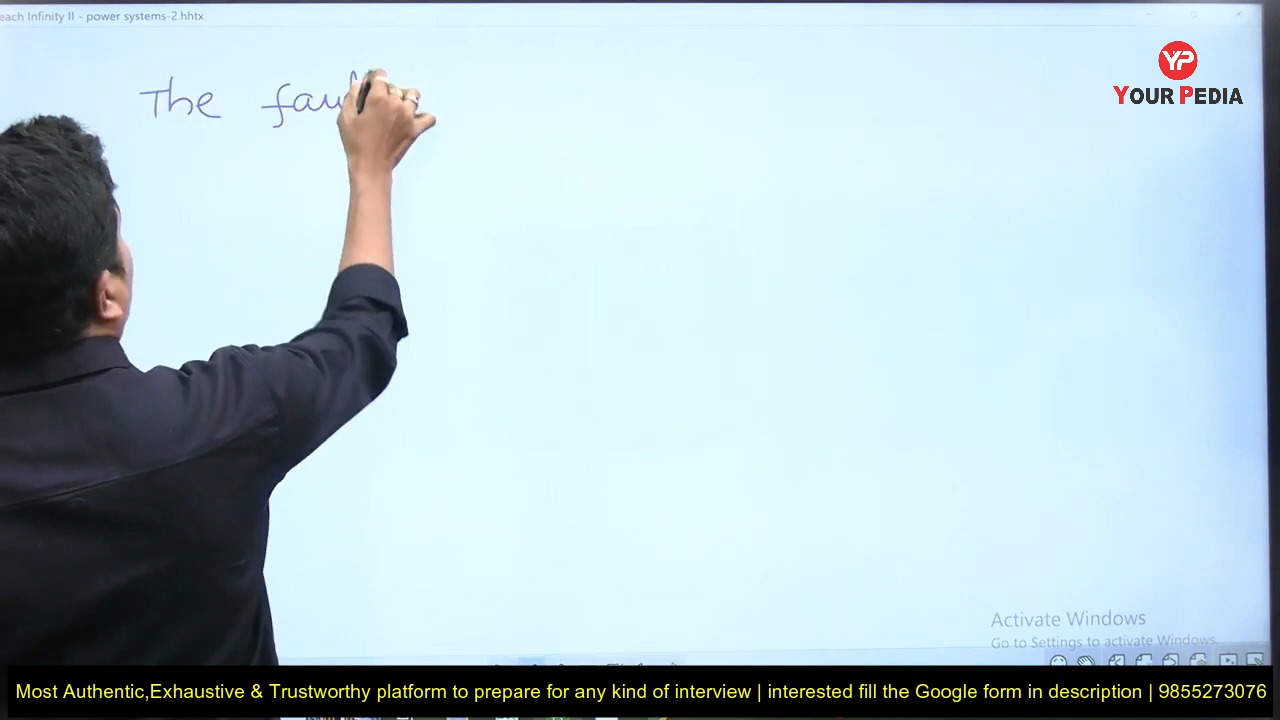 each Infinity II - power systems-2.hhtx
YP
YOUR PEDIA
The fau
Activate Windows
Go to Settings to activate Windows.
Most Authentic,Exhaustive & Trustworthy platform to prepare for any kind of interview | interested fill the Google form in description | 9855273076